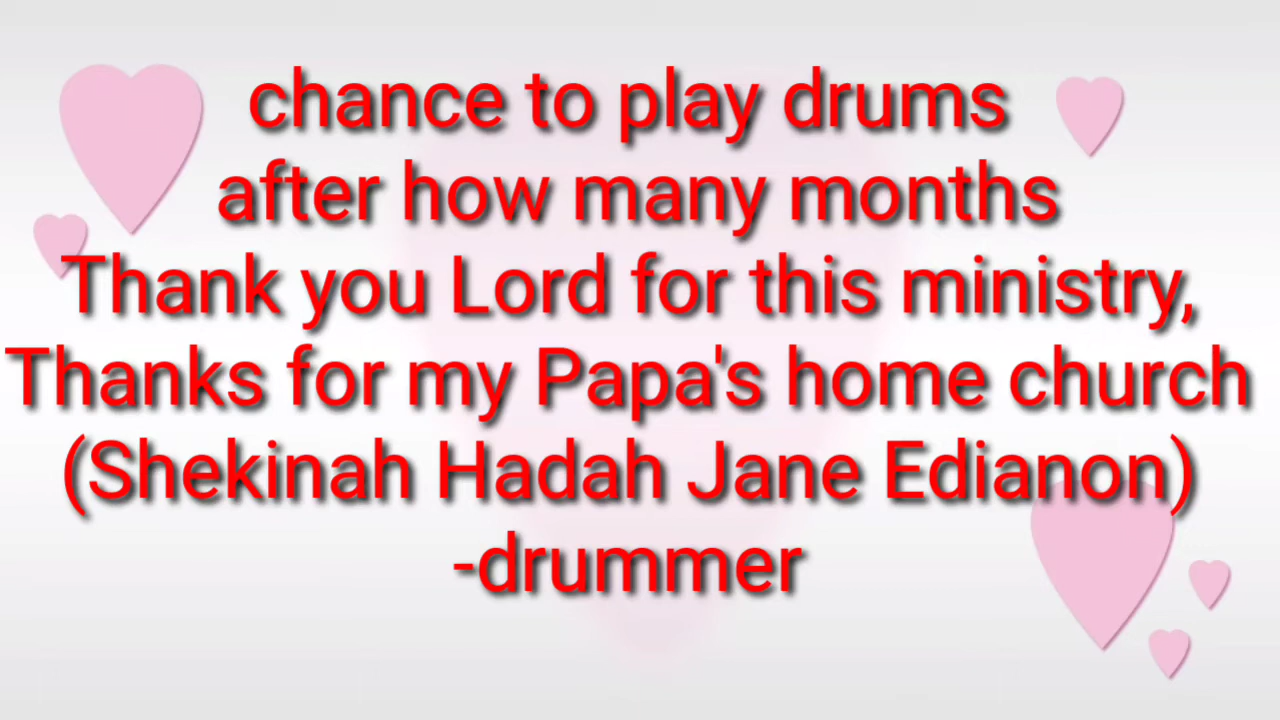 chance to play drums
after how many months
Thank you Lord for this ministry,
Thanks for my Papa's home church
(Shekinah Hadah Jane Edianon)
-drummer